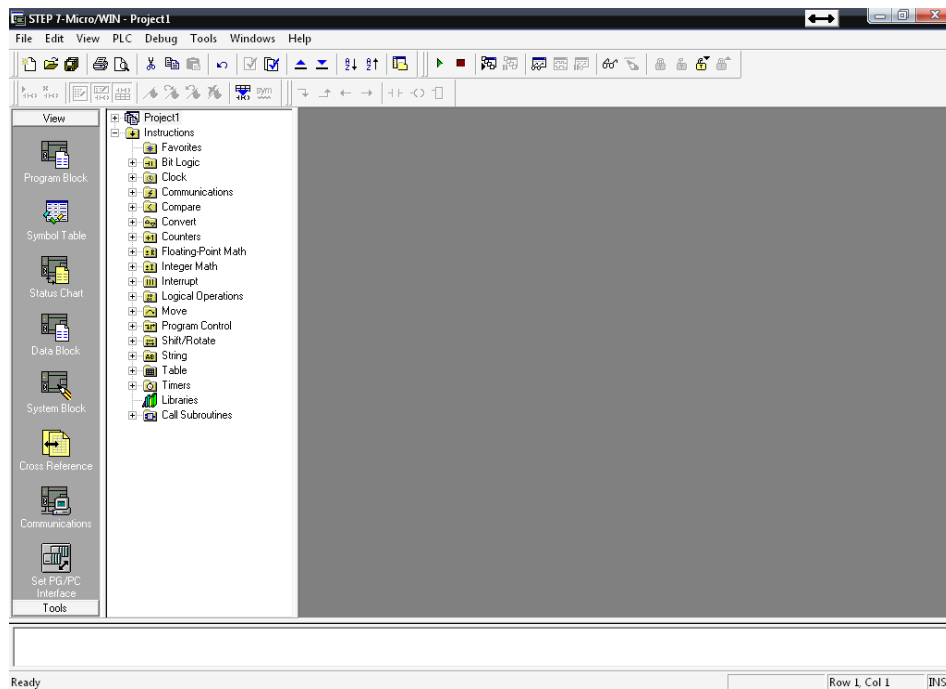 STEP 7-Micro/WIN - Project1
File Edit View PLC Debug Tools Windows Help
sym
View
Program Block
Symbol Table
Status Chart
Data Block
System Block
Cross Reference
Communications
Set PG/PC
Interface
Tools
Project1
Instructions
Favorites
Bit Logic
Clock
Communications
Compare
Convert
Counters
Floating-Point Math
Integer Math
Interrupt
Logical Operations
Move
Program Control
Shift/Rotate
String
Table
Timers
Libraries
Call Subroutines
Ready
Row 1, Col 1
INS